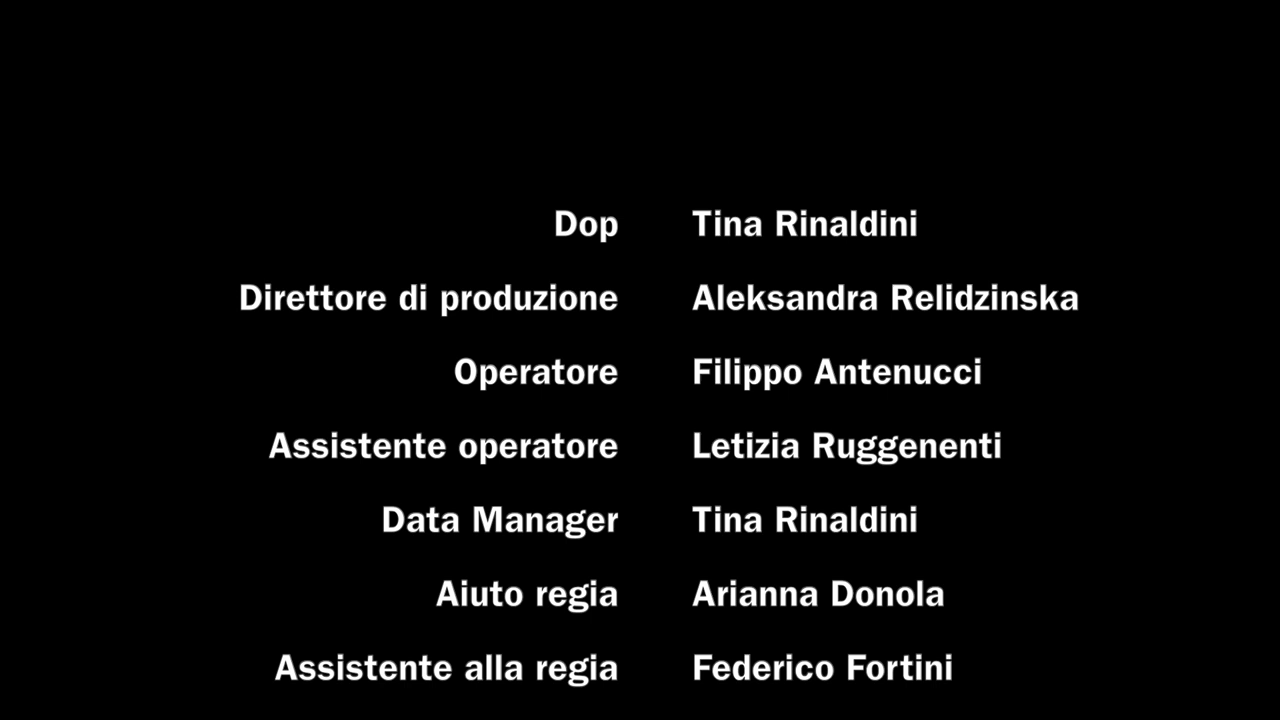 Dop Tina Rinaldini
Direttore di produzione Aleksandra Relidzinska
Operatore Filippo Antenucci
Assistente operatore Letizia Ruggenenti
Data Manager Tina Rinaldini
Aiuto regia Arianna Donola
Assistente alla regia Federico Fortini